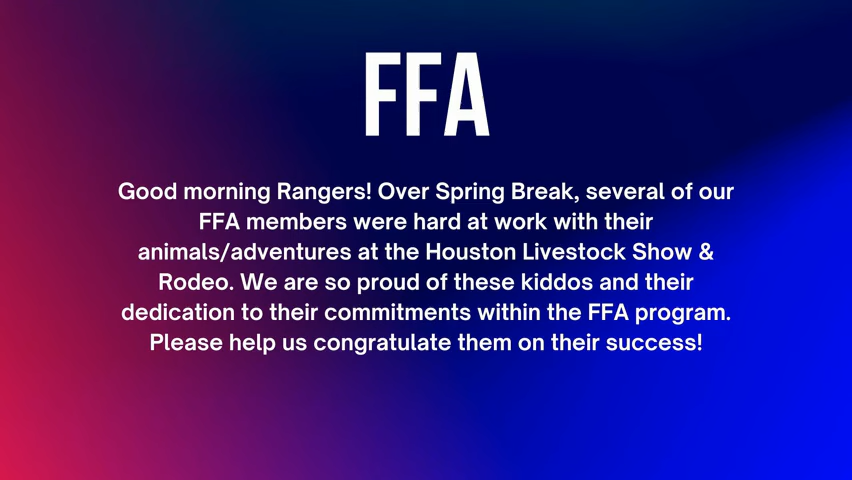 FFA
Good morning Rangers! Over Spring Break, several of our
FFA members were hard at work with their
animals/adventures at the Houston Livestock Show &
Rodeo. We are so proud of these kiddos and their
dedication to their commitments within the FFA program.
Please help us congratulate them on their success!